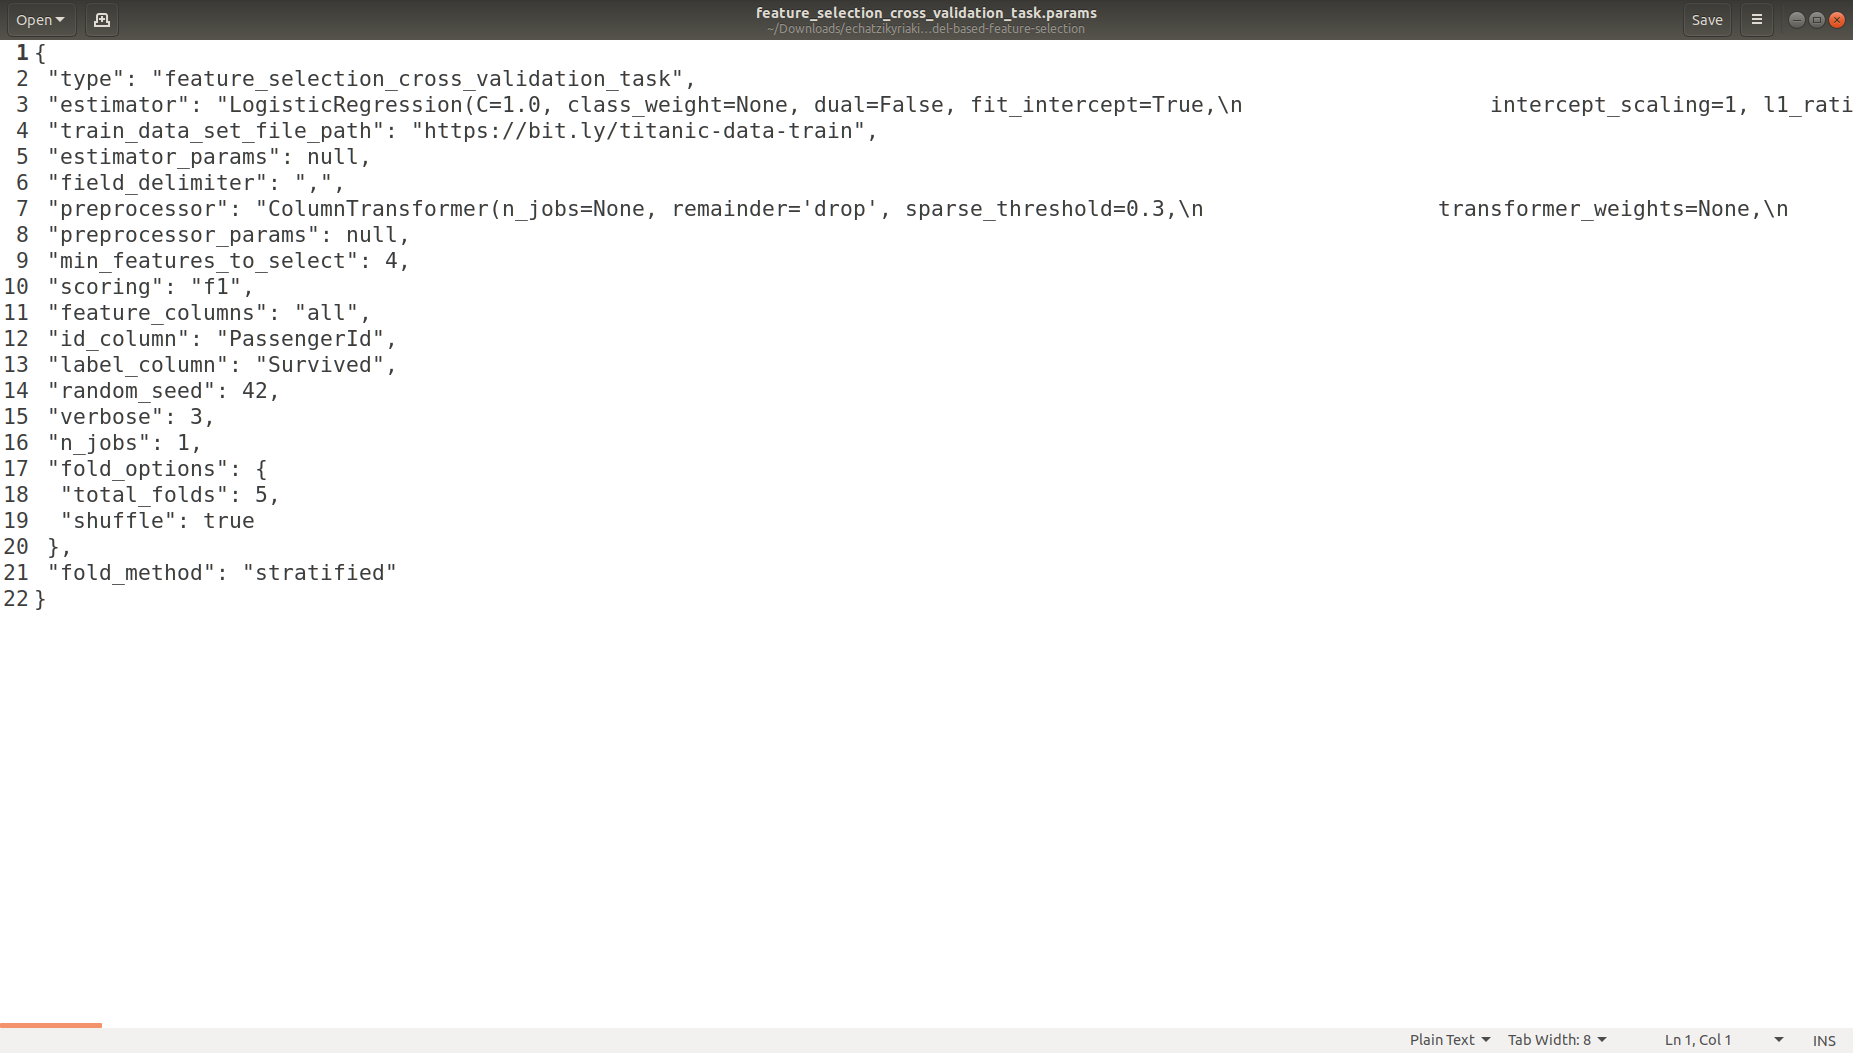 Open
feature_selection_cross_validation_task.params
~/Downloads/echatzikyriaki...del-based-feature-selection
Save
1 {
2 "type": "feature_selection_cross_validation_task",
3 "estimator": "LogisticRegression(C=1.0, class_weight=None, dual=False, fit_intercept=True,\n                   intercept_scaling=1, l1_rati
4 "train_data_set_file_path": "https://bit.ly/titanic-data-train",
5 "estimator_params": null,
6 "field_delimiter": ",",
7 "preprocessor": "ColumnTransformer(n_jobs=None, remainder='drop', sparse_threshold=0.3,\n                  transformer_weights=None,\n
8 "preprocessor_params": null,
9 "min_features_to_select": 4,
10 "scoring": "f1",
11 "feature_columns": "all",
12 "id_column": "PassengerId",
13 "label_column": "Survived",
14 "random_seed": 42,
15 "verbose": 3,
16 "n_jobs": 1,
17 "fold_options": {
18  "total_folds": 5,
19  "shuffle": true
20 },
21 "fold_method": "stratified"
22 }
Plain Text Tab Width: 8 Ln 1, Col 1 INS